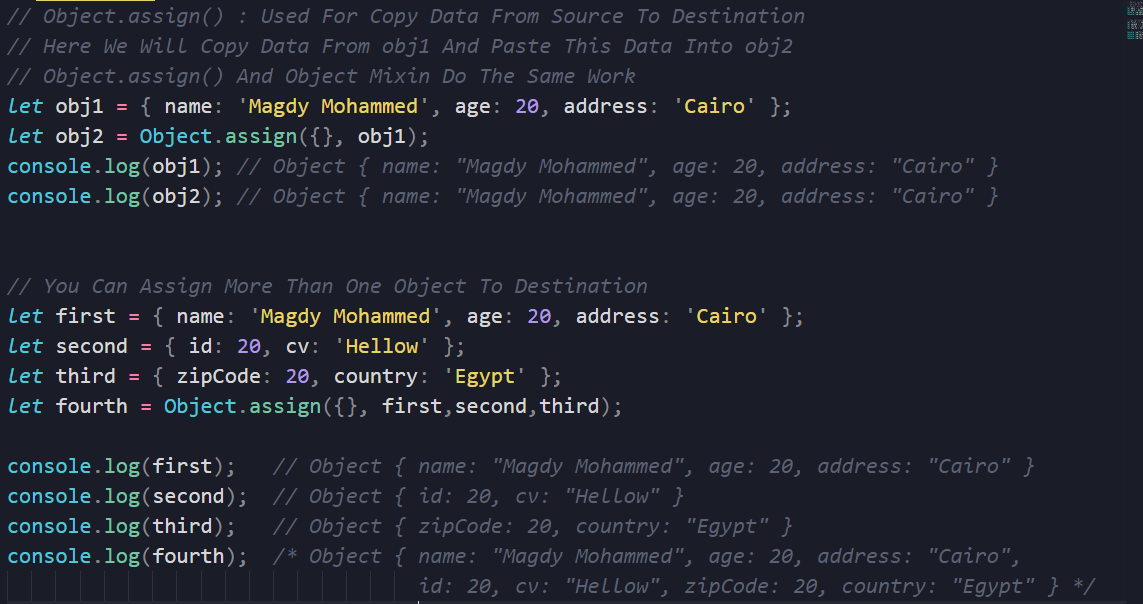 // Object.assign() : Used For Copy Data From Source To Destination
// Here We Will Copy Data From obj1 And Paste This Data Into obj2
// Object.assign() And Object Mixin Do The Same Work
let obj1 = { name: 'Magdy Mohammed', age: 20, address: 'Cairo' };
let obj2 = Object.assign({}, obj1);
console.log(obj1); // Object { name: "Magdy Mohammed", age: 20, address: "Cairo" }
console.log(obj2); // Object { name: "Magdy Mohammed", age: 20, address: "Cairo" }
// You Can Assign More Than One Object To Destination
let first = { name: 'Magdy Mohammed', age: 20, address: 'Cairo' };
let second = { id: 20, cv: 'Hellow' };
let third = { zipCode: 20, country: 'Egypt' };
let fourth = Object.assign({}, first,second,third);
console.log(first);   // Object { name: "Magdy Mohammed", age: 20, address: "Cairo" }
console.log(second);  // Object { id: 20, cv: "Hellow" }
console.log(third);   // Object { zipCode: 20, country: "Egypt" }
console.log(fourth);  /* Object { name: "Magdy Mohammed", age: 20, address: "Cairo",
id: 20, cv: "Hellow", zipCode: 20, country: "Egypt" } */